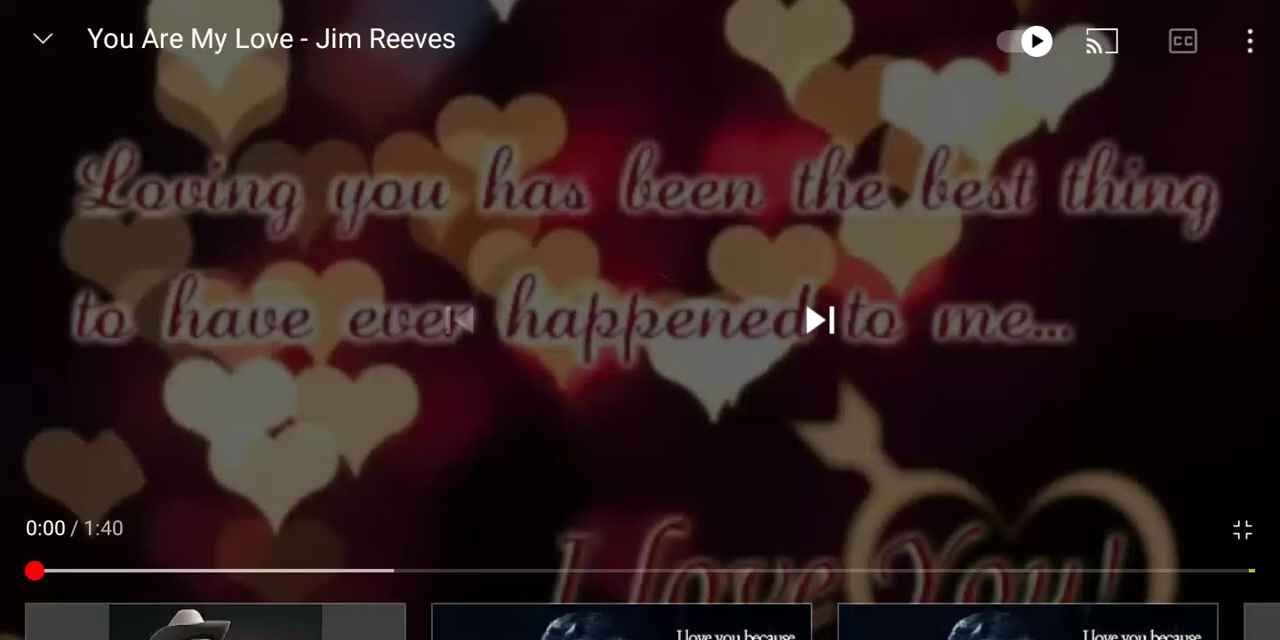 You Are My Love - Jim Reeves
CC
Loving you has been the best thing
to have ever happened to me...
0:00 / 1:40
I love You!
I love you because
I love you because